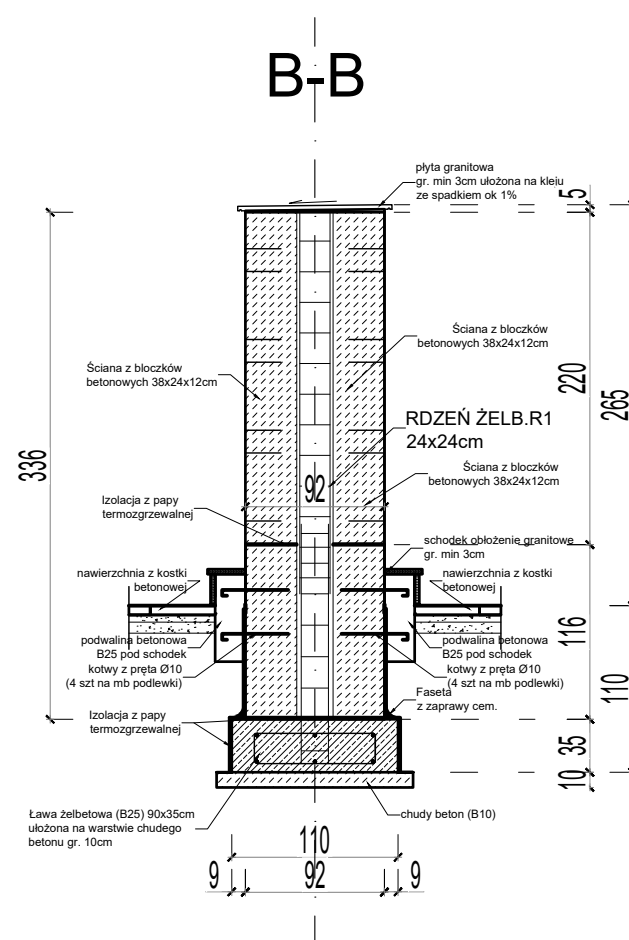 B-B
płyta granitowa
gr. min 3cm ułożona na kleju
ze spadkiem ok 1%
5
Ściana z bloczków
betonowych 38x24x12cm
Ściana z bloczków
betonowych 38x24x12cm
220
265
RDZEŃ ŻELB.R1
24x24cm
336
Ściana z bloczków
betonowych 38x24x12cm
92
Izolacja z papy
termozgrzewalnej
schodek obłożenie granitowe
gr. min 3cm
nawierzchnia z kostki
betonowej
nawierzchnia z kostki
betonowej
116
podwalina betonowa
B25 pod schodek
podwalina betonowa
B25 pod schodek
kotwy z pręta Ø10
(4 szt na mb podlewki)
kotwy z pręta Ø10
(4 szt na mb podlewki)
110
Faseta
z zaprawy cem.
Izolacja z papy
termozgrzewalnej
35
10
Ława żelbetowa (B25) 90x35cm
ułożona na warstwie chudego
betonu gr. 10cm
chudy beton (B10)
110
9
92
9